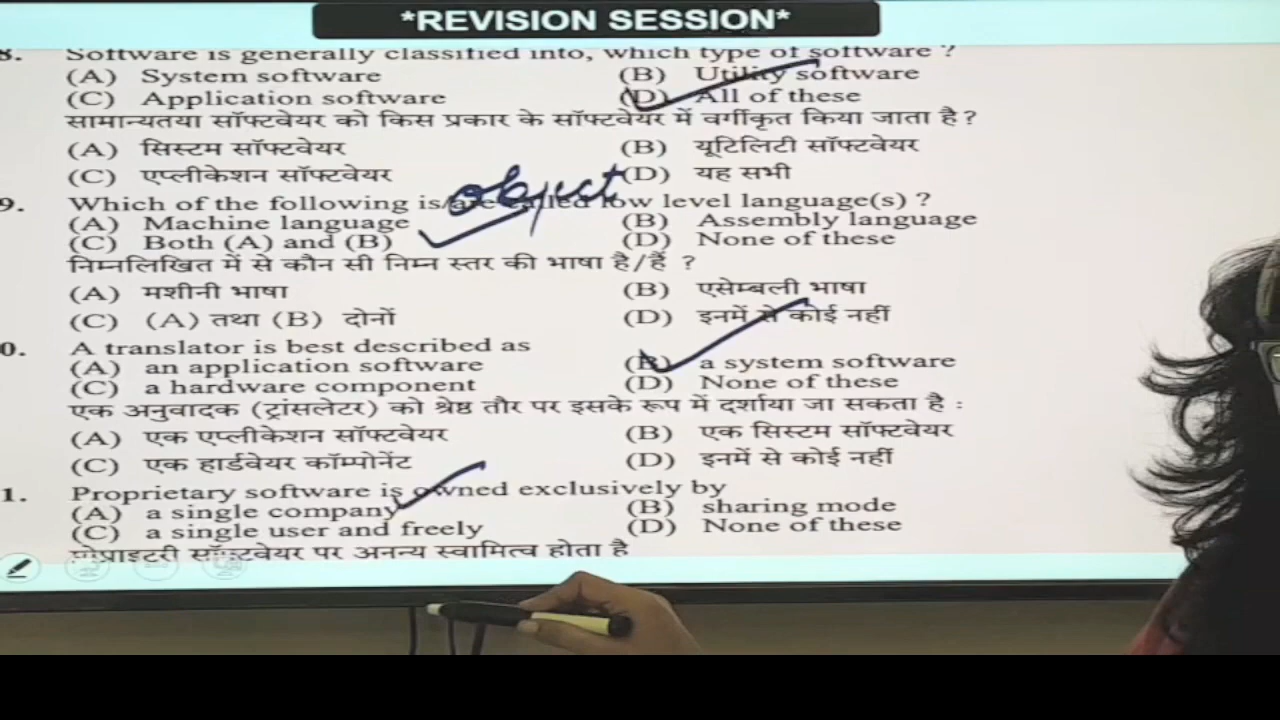 *REVISION SESSION*
8. Software is generally classified into, which type of software ?
(A) System software (B) Utility software
(C) Application software (D) All of these
सामान्यतया सॉफ्टवेयर को किस प्रकार के सॉफ्टवेयर में वर्गीकृत किया जाता है ?
(A) सिस्टम सॉफ्टवेयर (B) यूटिलिटी सॉफ्टवेयर
(C) एप्लीकेशन सॉफ्टवेयर (D) यह सभी
object
9. Which of the following is/are called low level language(s) ?
(A) Machine language (B) Assembly language
(C) Both (A) and (B) (D) None of these
निम्नलिखित में से कौन सी निम्न स्तर की भाषा है/हैं ?
(A) मशीनी भाषा (B) एसेम्बली भाषा
(C) (A) तथा (B) दोनों (D) इनमें से कोई नहीं
0. A translator is best described as
(A) an application software (B) a system software
(C) a hardware component (D) None of these
एक अनुवादक (ट्रांसलेटर) को श्रेष्ठ तौर पर इसके रूप में दर्शाया जा सकता है :
(A) एक एप्लीकेशन सॉफ्टवेयर (B) एक सिस्टम सॉफ्टवेयर
(C) एक हार्डवेयर कॉम्पोनेंट (D) इनमें से कोई नहीं
1. Proprietary software is owned exclusively by
(A) a single company (B) sharing mode
(C) a single user and freely (D) None of these
प्रोप्राइटरी सॉफ्टवेयर पर अनन्य स्वामित्व होता है